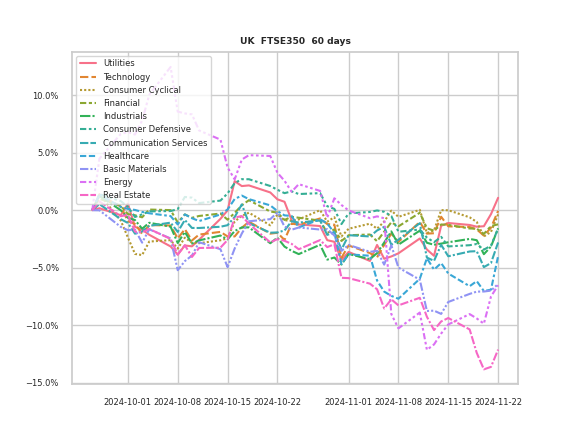 UK FTSE350 60 days
Utilities
Technology
Consumer Cyclical
Financial
Industrials
Consumer Defensive
Communication Services
Healthcare
Basic Materials
Energy
Real Estate
10.0%
5.0%
0.0%
−5.0%
−10.0%
−15.0%
2024-10-01 2024-10-08 2024-10-15 2024-10-22 2024-11-01 2024-11-08 2024-11-15 2024-11-22